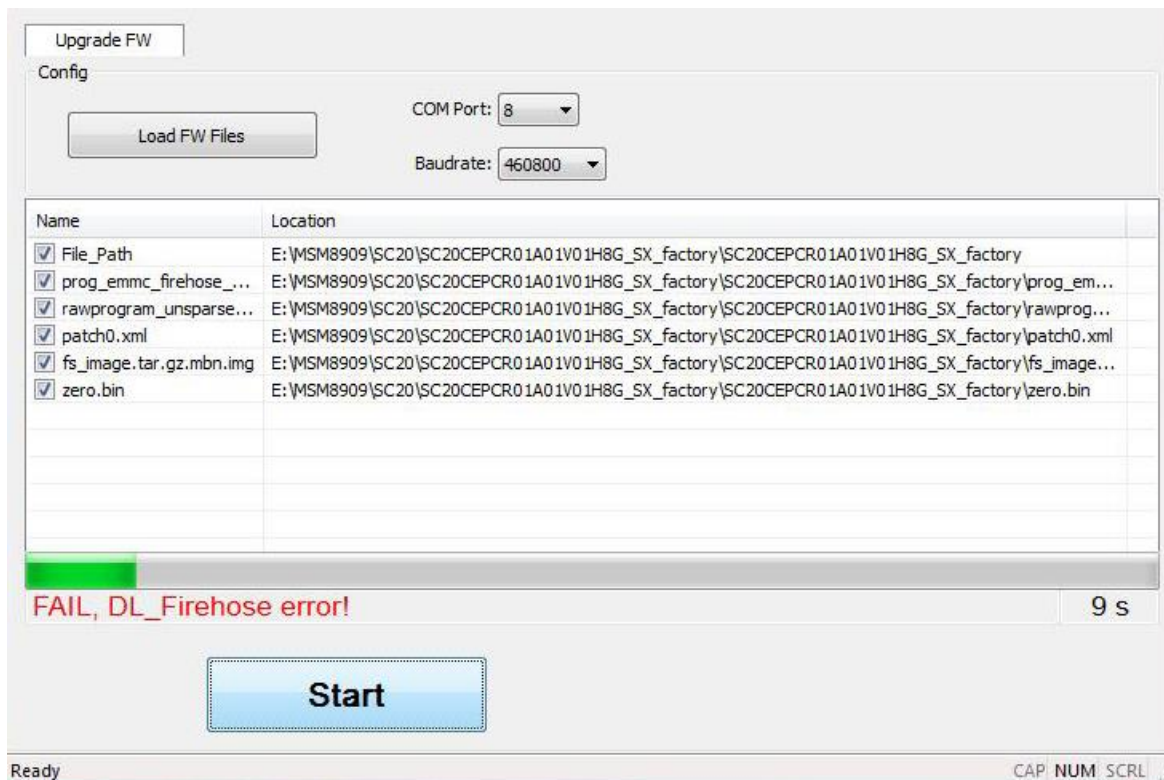 Upgrade FW
Config
Load FW Files
COM Port: 8
Baudrate: 460800
Name Location
File_Path E:\MSM8909\SC20\SC20CEPCR01A01V01H8G_SX_factory\SC20CEPCR01A01V01H8G_SX_factory
prog_emmc_firehose_... E:\MSM8909\SC20\SC20CEPCR01A01V01H8G_SX_factory\SC20CEPCR01A01V01H8G_SX_factory\prog_em...
rawprogram_unsparse... E:\MSM8909\SC20\SC20CEPCR01A01V01H8G_SX_factory\SC20CEPCR01A01V01H8G_SX_factory\rawprog...
patch0.xml E:\MSM8909\SC20\SC20CEPCR01A01V01H8G_SX_factory\SC20CEPCR01A01V01H8G_SX_factory\patch0.xml
fs_image.tar.gz.mbn.img E:\MSM8909\SC20\SC20CEPCR01A01V01H8G_SX_factory\SC20CEPCR01A01V01H8G_SX_factory\fs_image...
zero.bin E:\MSM8909\SC20\SC20CEPCR01A01V01H8G_SX_factory\SC20CEPCR01A01V01H8G_SX_factory\zero.bin
FAIL, DL_Firehose error! 9 s
Start
Ready CAP NUM SCRL